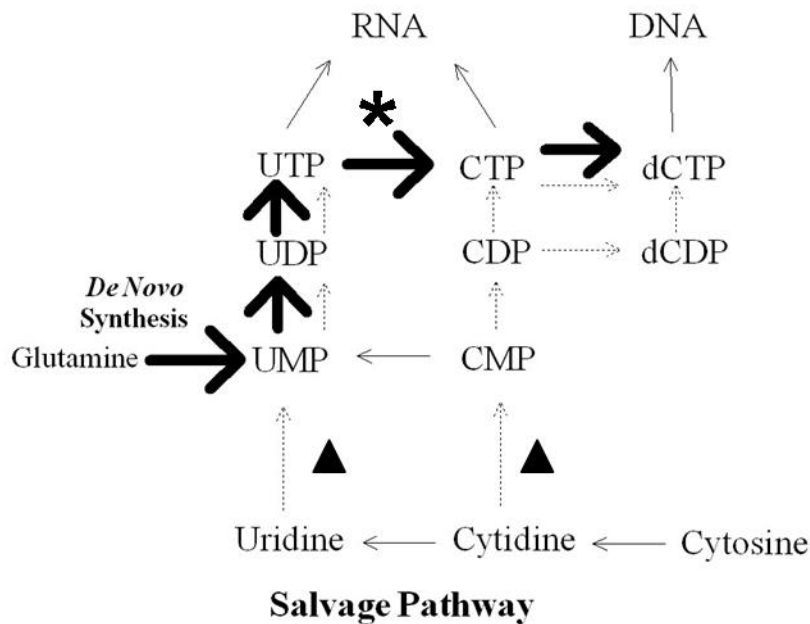 RNA DNA
*
UTP CTP dCTP
UDP CDP dCDP
De Novo
Synthesis
Glutamine UMP CMP
Uridine Cytidine Cytosine
Salvage Pathway